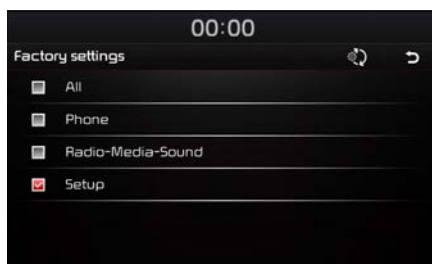 00:00
Factory settings
All
Phone
Radio-Media-Sound
Setup